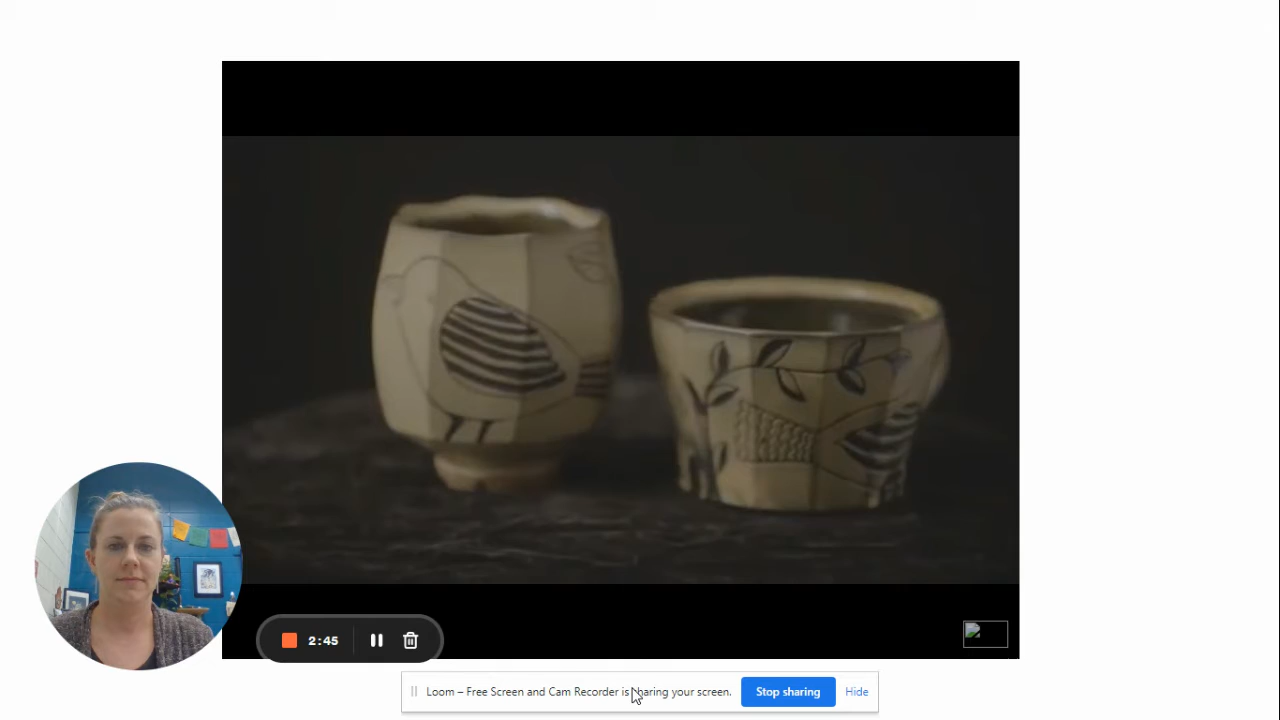 2:45
Loom – Free Screen and Cam Recorder is sharing your screen.
Stop sharing
Hide